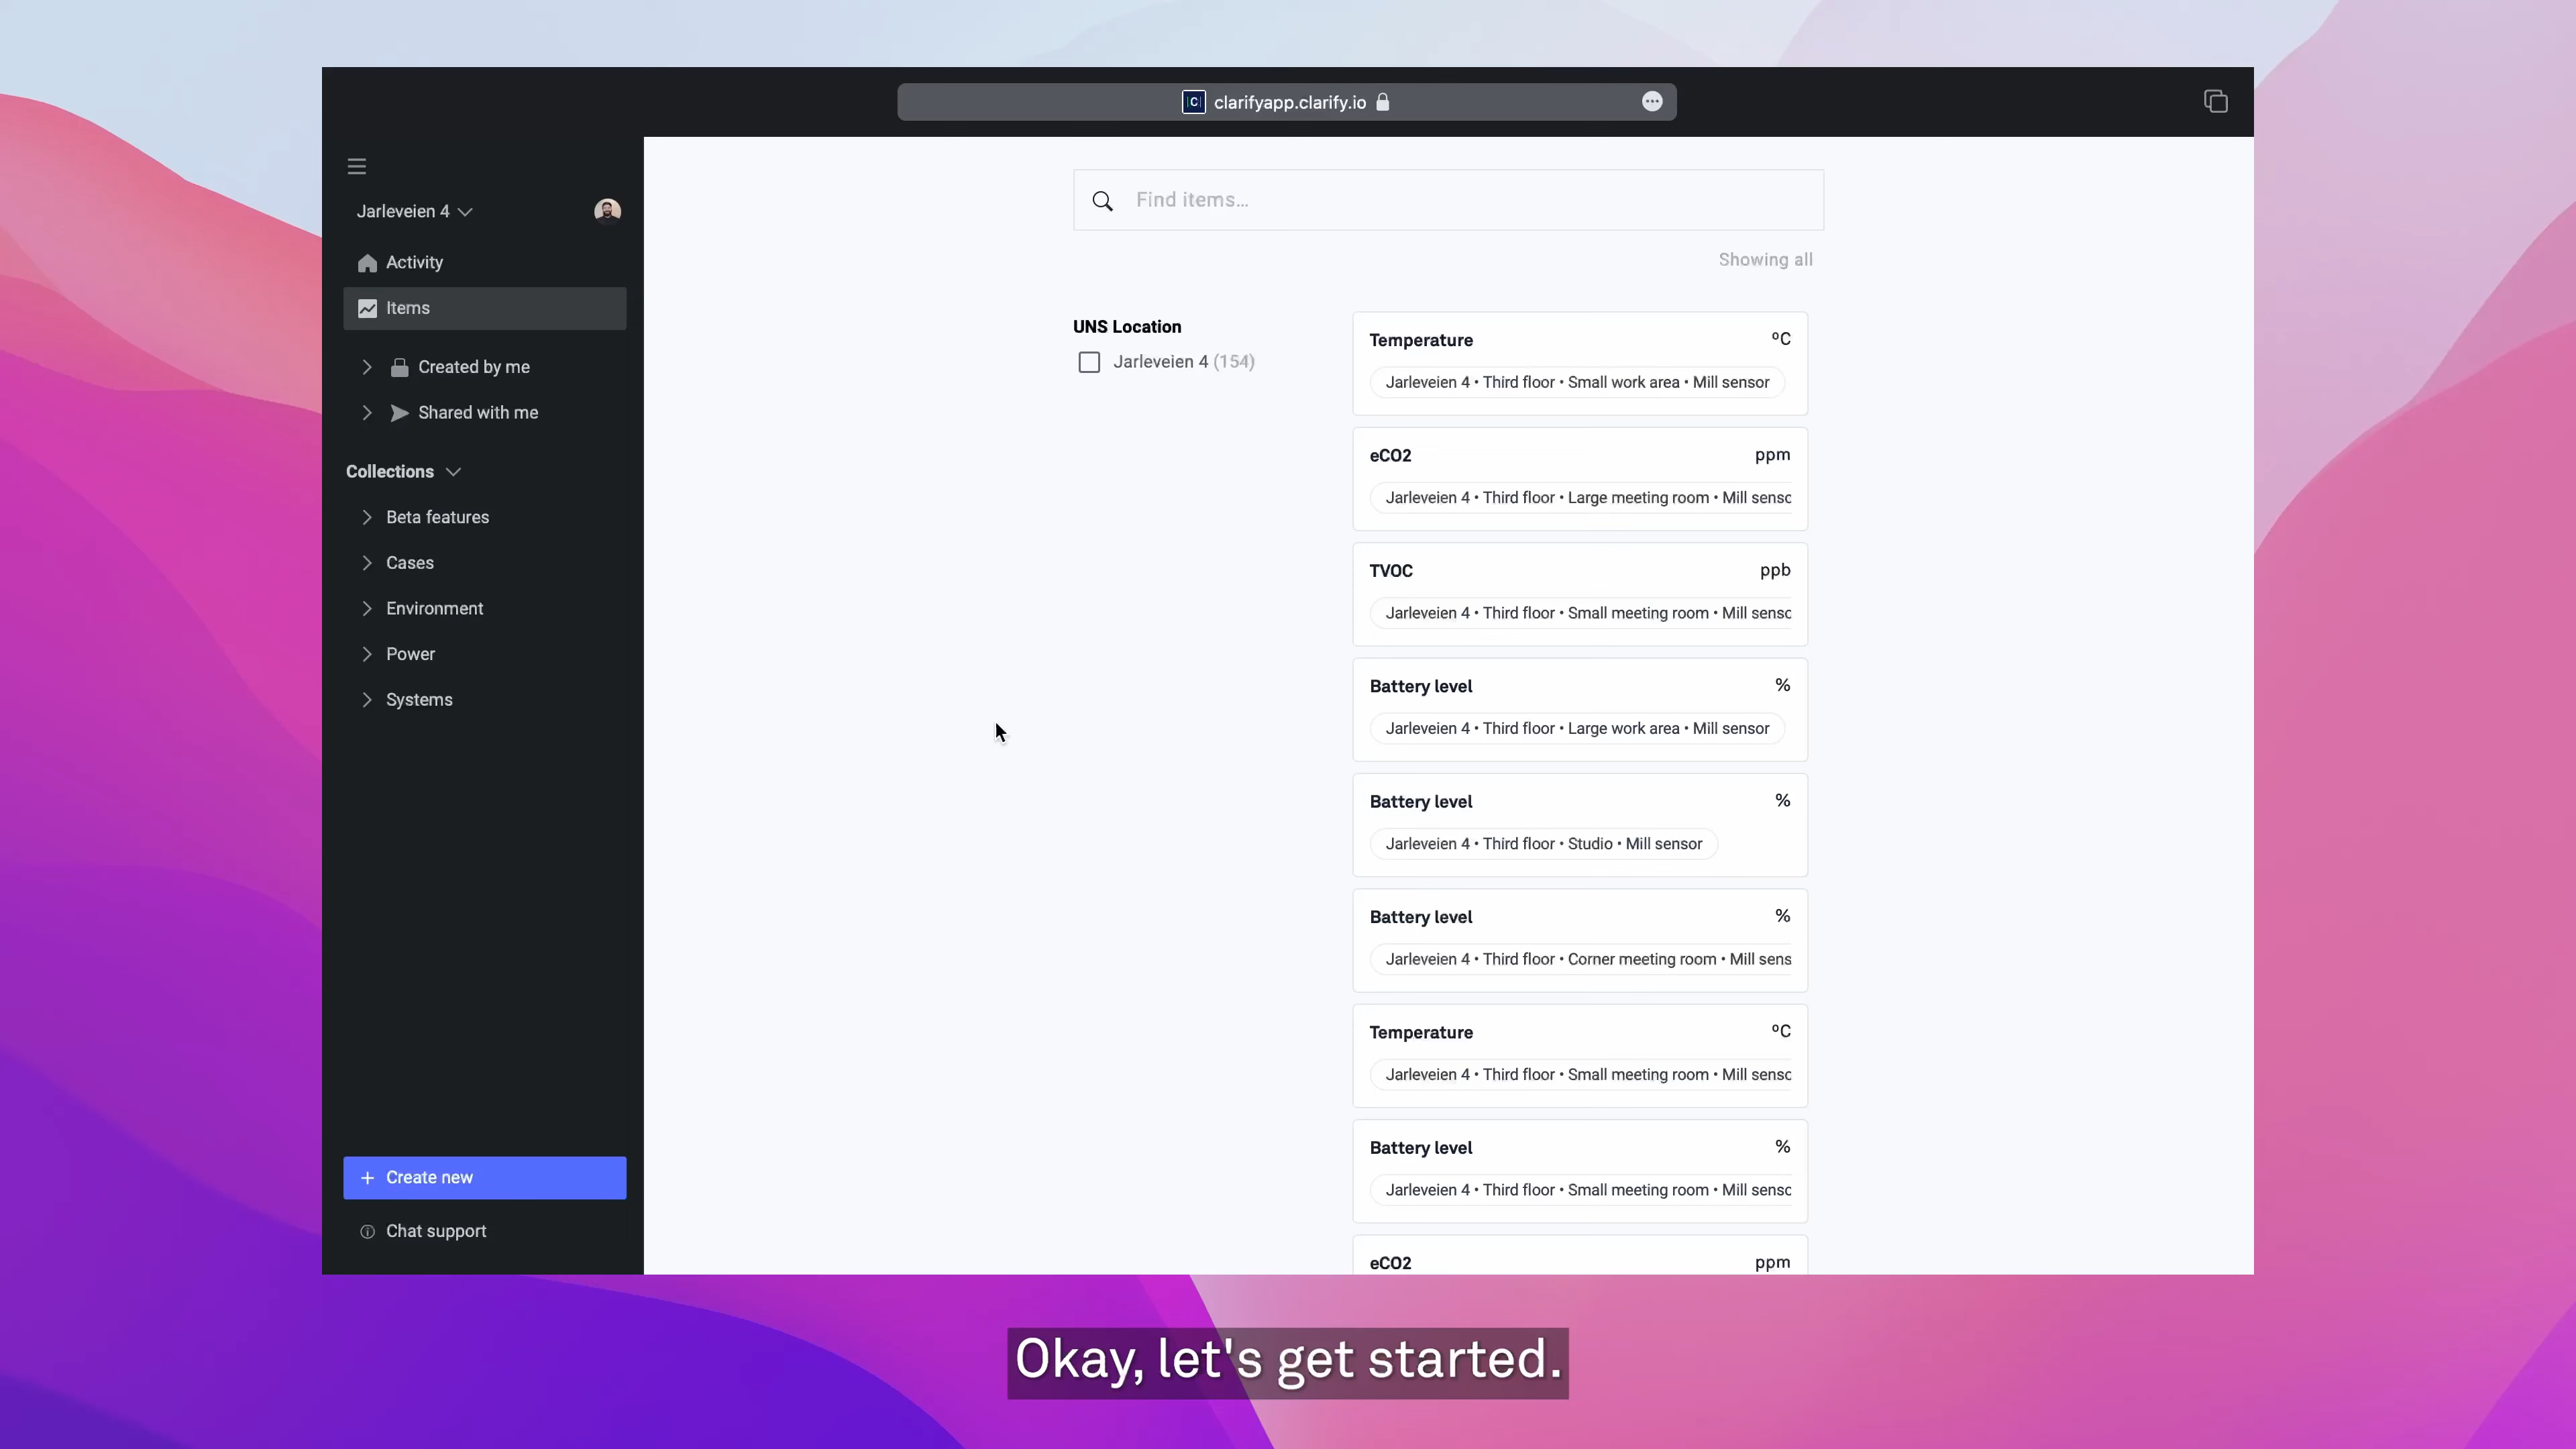 clarifyapp.clarify.io
Jarleveien 4
Activity
Items
Created by me
Shared with me
Collections
Beta features
Cases
Environment
Power
Systems
Create new
Chat support
Find items...
Showing all
UNS Location
Jarleveien 4 (154)
Temperature ºC
Jarleveien 4 • Third floor • Small work area • Mill sensor
eCO2 ppm
Jarleveien 4 • Third floor • Large meeting room • Mill senso
TVOC ppb
Jarleveien 4 • Third floor • Small meeting room • Mill senso
Battery level %
Jarleveien 4 • Third floor • Large work area • Mill sensor
Battery level %
Jarleveien 4 • Third floor • Studio • Mill sensor
Battery level %
Jarleveien 4 • Third floor • Corner meeting room • Mill sens
Temperature ºC
Jarleveien 4 • Third floor • Small meeting room • Mill senso
Battery level %
Jarleveien 4 • Third floor • Small meeting room • Mill senso
eCO2 ppm
Okay, let's get started.